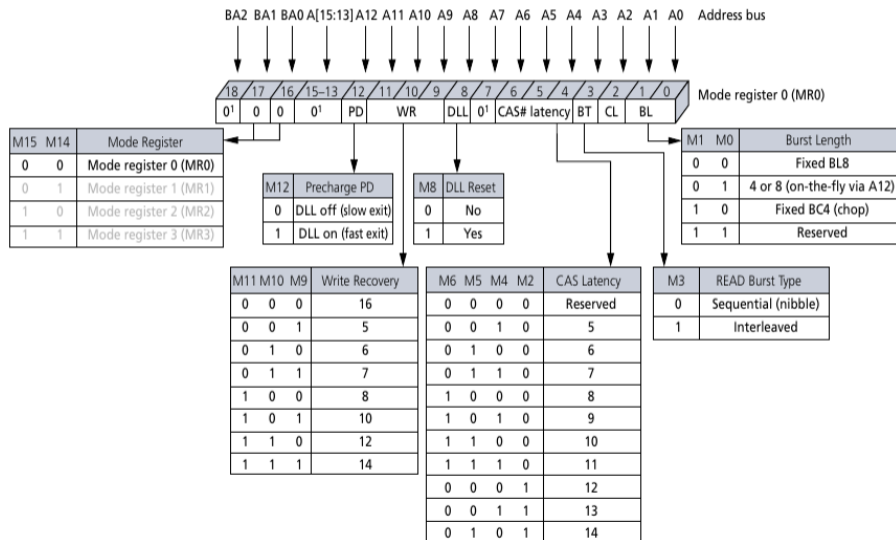 BA2 BA1 BA0 A[15:13] A12 A11 A10 A9 A8 A7 A6 A5 A4 A3 A2 A1 A0 Address bus
18 17 16 15–13 12 11 10 9 8 7 6 5 4 3 2 1 0
Mode register 0 (MR0)
0¹ 0 0 0¹ PD WR DLL 0¹ CAS# latency BT CL BL
M15 M14 Mode Register
0 0 Mode register 0 (MR0)
0 1 Mode register 1 (MR1)
1 0 Mode register 2 (MR2)
1 1 Mode register 3 (MR3)
M12 Precharge PD
0 DLL off (slow exit)
1 DLL on (fast exit)
M8 DLL Reset
0 No
1 Yes
M1 M0 Burst Length
0 0 Fixed BL8
0 1 4 or 8 (on-the-fly via A12)
1 0 Fixed BC4 (chop)
1 1 Reserved
M11 M10 M9 Write Recovery
0 0 0 16
0 0 1 5
0 1 0 6
0 1 1 7
1 0 0 8
1 0 1 10
1 1 0 12
1 1 1 14
M6 M5 M4 M2 CAS Latency
0 0 0 0 Reserved
0 0 1 0 5
0 1 0 0 6
0 1 1 0 7
1 0 0 0 8
1 0 1 0 9
1 1 0 0 10
1 1 1 0 11
0 0 0 1 12
0 0 1 1 13
0 1 0 1 14
M3 READ Burst Type
0 Sequential (nibble)
1 Interleaved